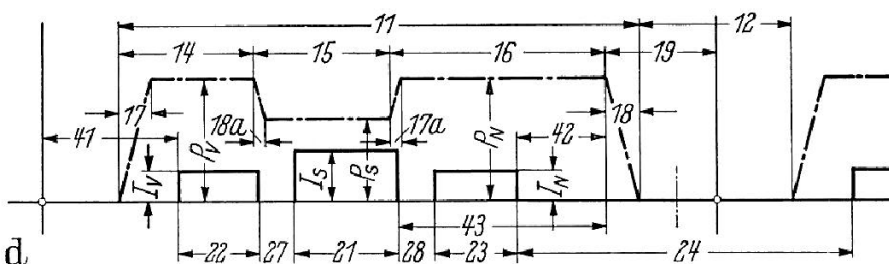 11 12
14 15 16 19
17 18a 17a 18
41 42
P_V P_S P_N
I_V I_S I_N
43
22 27 21 28 23 24
d